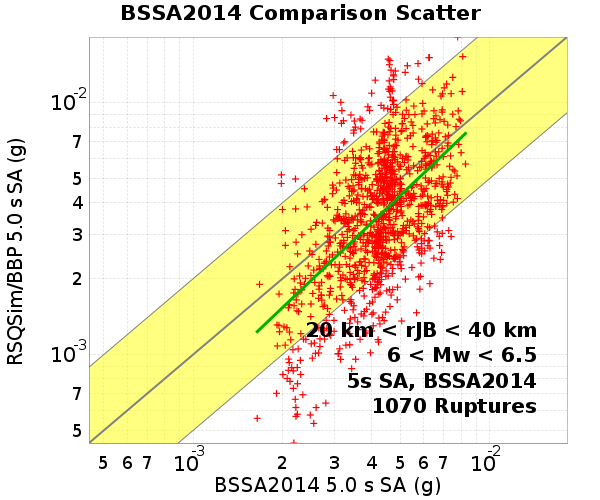 BSSA2014 Comparison Scatter
RSQSim/BBP 5.0 s SA (g)
10-2
7
5
4
3
2
10-3
7
5
20 km < rJB < 40 km
6 < Mw < 6.5
5s SA, BSSA2014
1070 Ruptures
5 6 7 10-3 2 3 4 5 6 7 10-2
BSSA2014 5.0 s SA (g)